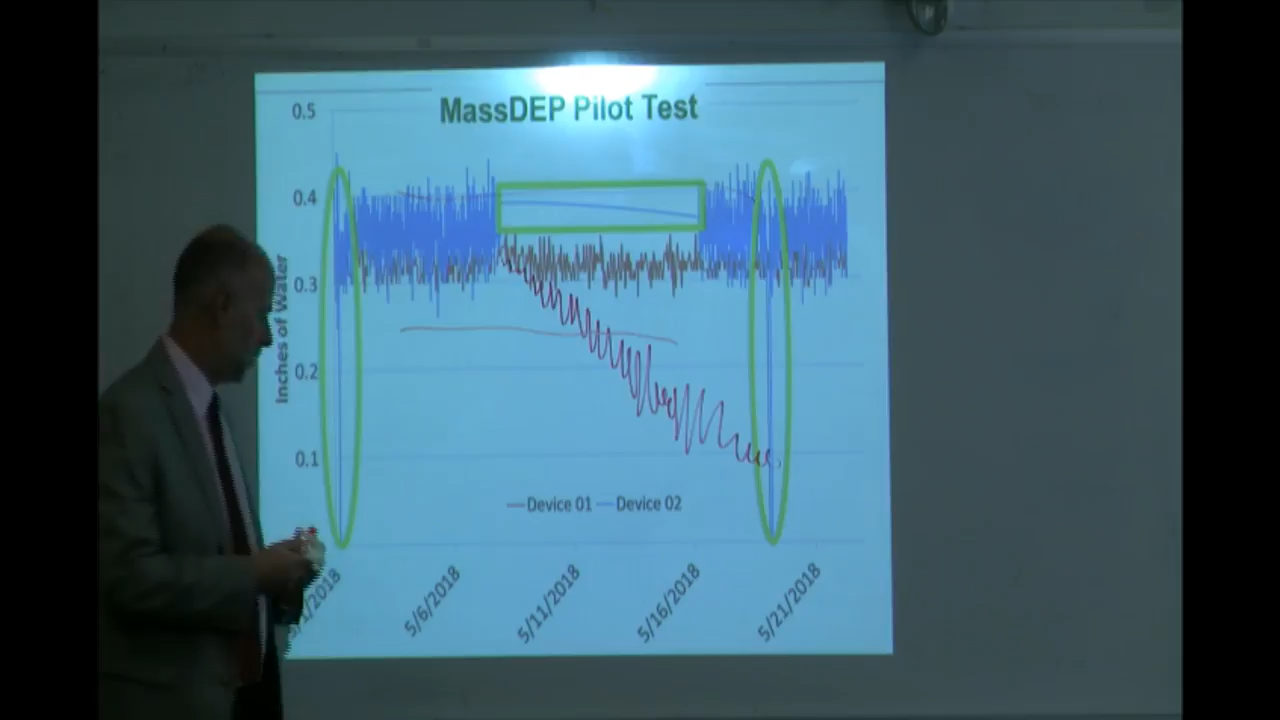 MassDEP Pilot Test
0.5
0.4
0.3
0.2
0.1
Inches of Water
Device 01
Device 02
5/6/2018
5/11/2018
5/16/2018
5/21/2018